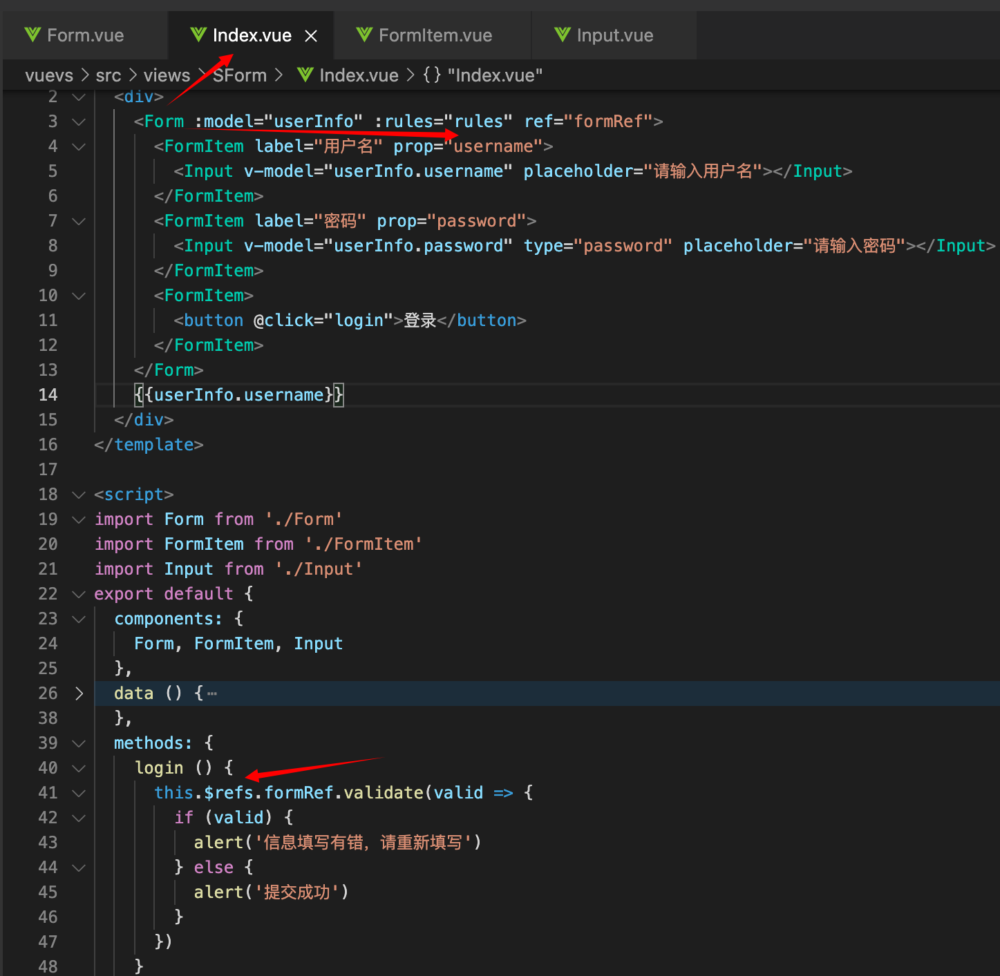 Form.vue Index.vue FormItem.vue Input.vue
vuevs > src > views > SForm > Index.vue > {} "Index.vue"
2 <div>
3 <Form :model="userInfo" :rules="rules" ref="formRef">
4 <FormItem label="用户名" prop="username">
5 <Input v-model="userInfo.username" placeholder="请输入用户名"></Input>
6 </FormItem>
7 <FormItem label="密码" prop="password">
8 <Input v-model="userInfo.password" type="password" placeholder="请输入密码"></Input>
9 </FormItem>
10 <FormItem>
11 <button @click="login">登录</button>
12 </FormItem>
13 </Form>
14 {{userInfo.username}}
15 </div>
16 </template>
17
18 <script>
19 import Form from './Form'
20 import FormItem from './FormItem'
21 import Input from './Input'
22 export default {
23 components: {
24 Form, FormItem, Input
25 },
26 data () {⋯
38 },
39 methods: {
40 login () {
41 this.$refs.formRef.validate(valid => {
42 if (valid) {
43 alert('信息填写有错，请重新填写')
44 } else {
45 alert('提交成功')
46 }
47 })
48 }